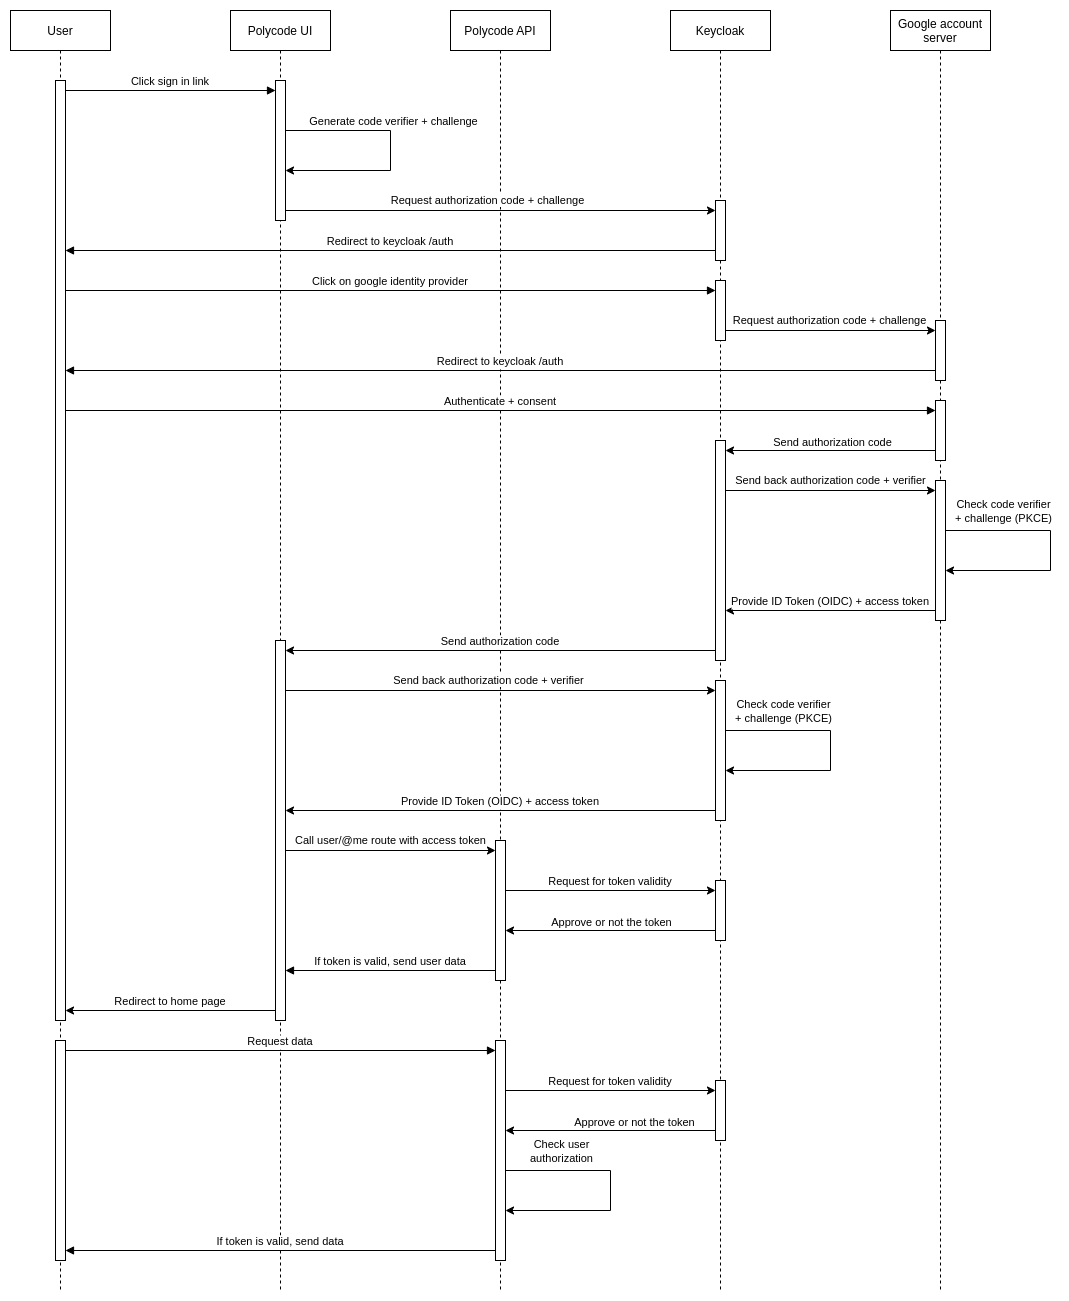 User
Polycode UI
Polycode API
Keycloak
Google account
server
Click sign in link
Generate code verifier + challenge
Request authorization code + challenge
Redirect to keycloak /auth
Click on google identity provider
Request authorization code + challenge
Redirect to keycloak /auth
Authenticate + consent
Send authorization code
Send back authorization code + verifier
Check code verifier
+ challenge (PKCE)
Provide ID Token (OIDC) + access token
Send authorization code
Send back authorization code + verifier
Check code verifier
+ challenge (PKCE)
Provide ID Token (OIDC) + access token
Call user/@me route with access token
Request for token validity
Approve or not the token
If token is valid, send user data
Redirect to home page
Request data
Request for token validity
Approve or not the token
Check user
authorization
If token is valid, send data